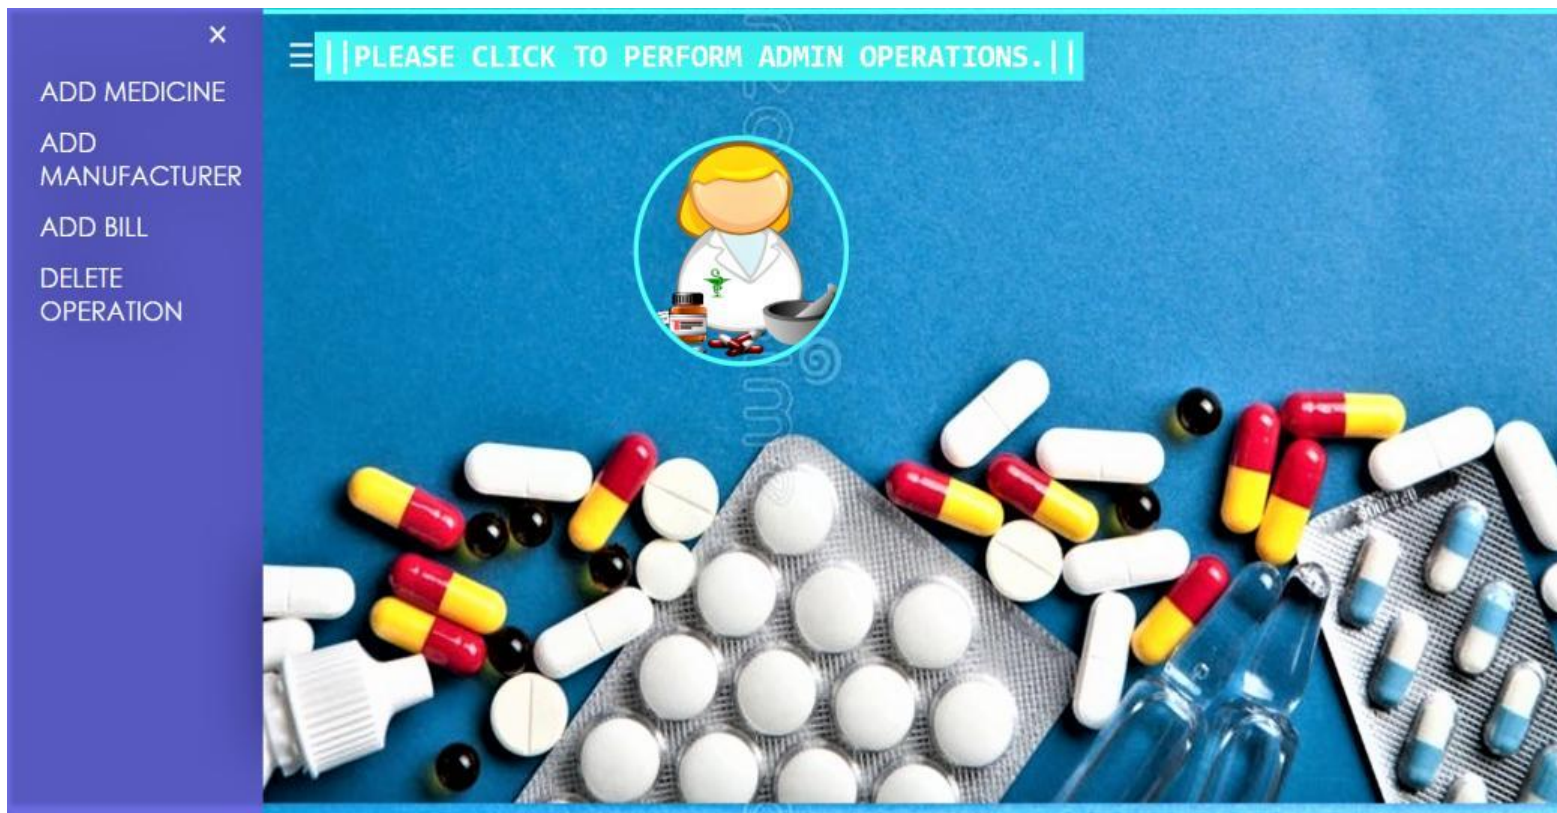 ×
☰ ||PLEASE CLICK TO PERFORM ADMIN OPERATIONS.||
ADD MEDICINE
ADD
MANUFACTURER
ADD BILL
DELETE
OPERATION